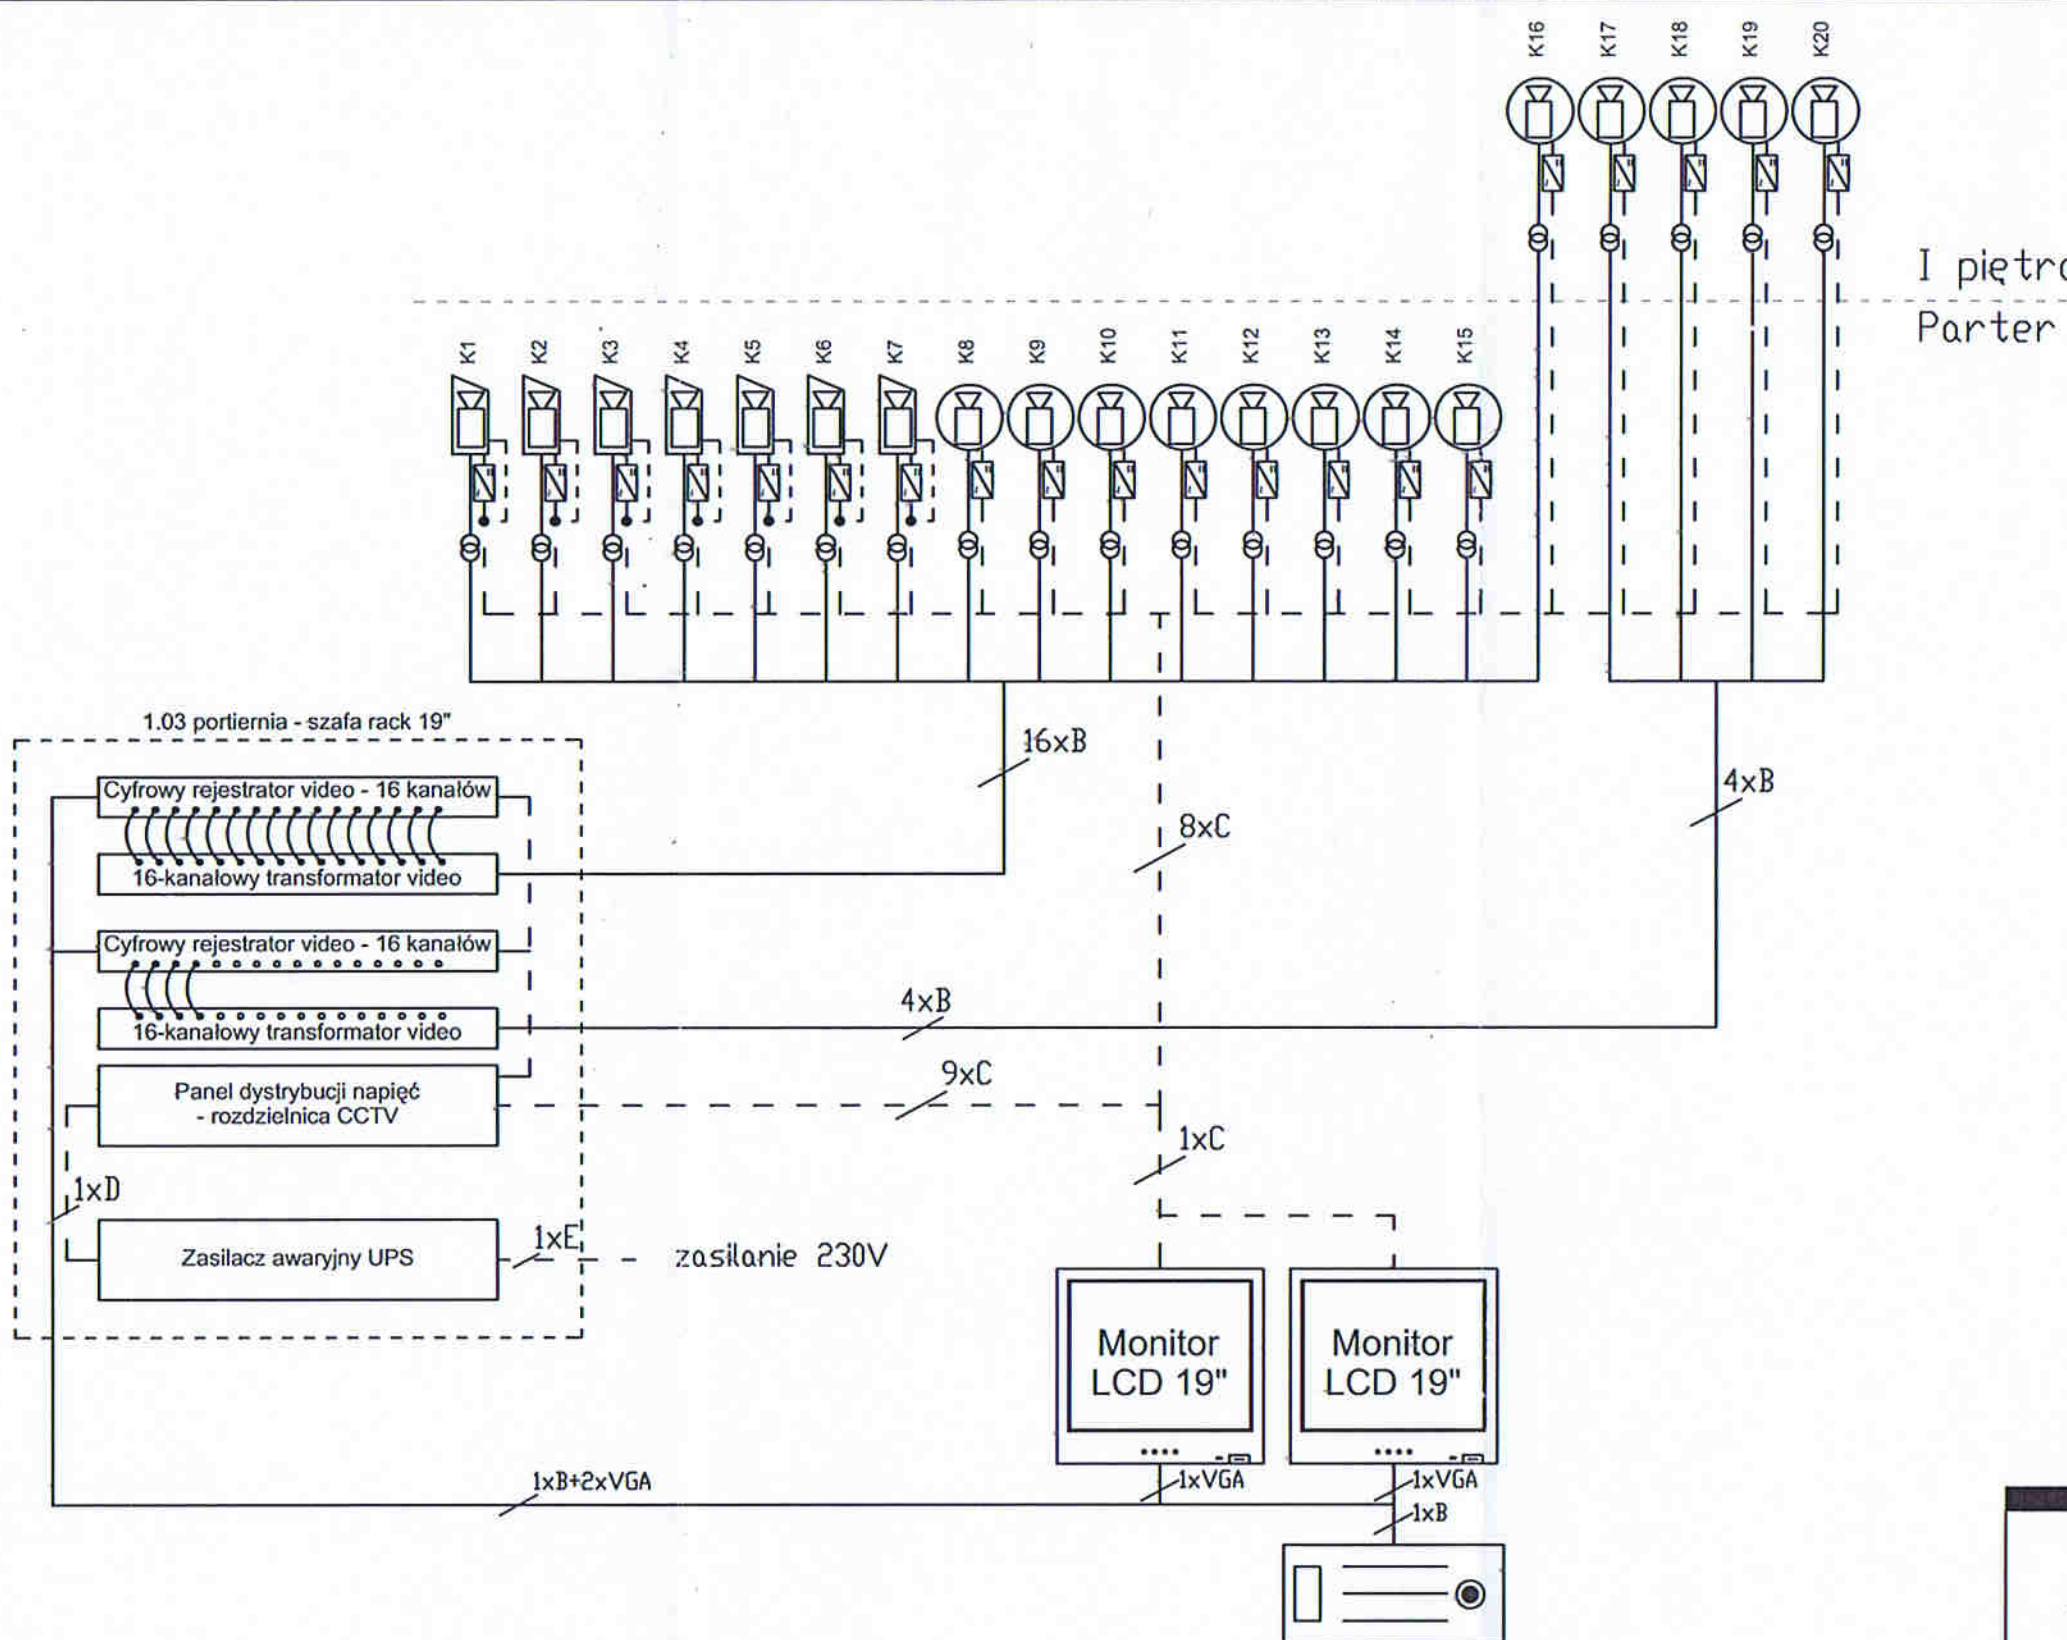 K16 K17 K18 K19 K20
I piętro
Parter
K1 K2 K3 K4 K5 K6 K7 K8 K9 K10 K11 K12 K13 K14 K15
1.03 portiernia - szafa rack 19"
16xB
4xB
Cyfrowy rejestrator video - 16 kanałów
8xC
16-kanałowy transformator video
Cyfrowy rejestrator video - 16 kanałów
4xB
16-kanałowy transformator video
9xC
Panel dystrybucji napięć
- rozdzielnica CCTV
1xC
1xD
Zasilacz awaryjny UPS
1xE
zasilanie 230V
Monitor
LCD 19"
Monitor
LCD 19"
1xB+2xVGA
1xVGA
1xVGA
1xB